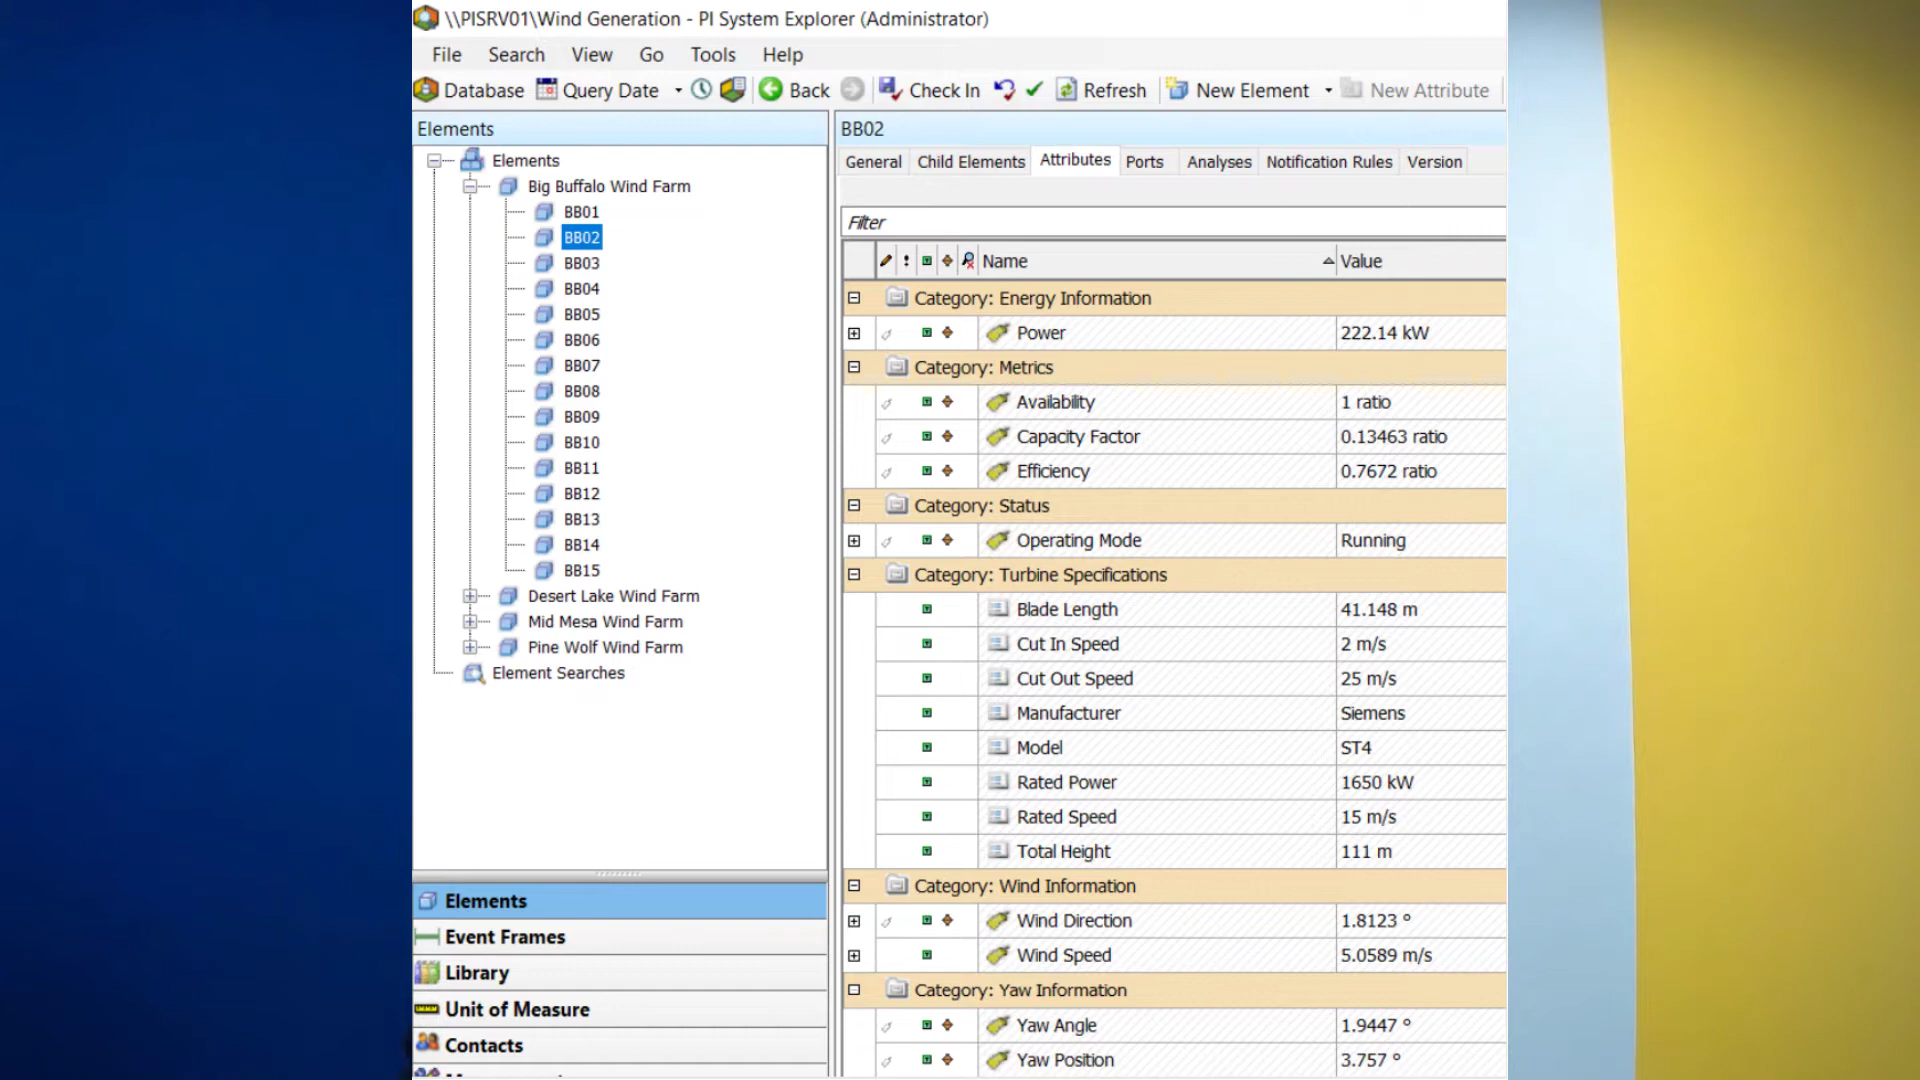 \\PISRV01\Wind Generation - PI System Explorer (Administrator)
File Search View Go Tools Help
Database Query Date Back Check In Refresh New Element New Attribute
Elements
Elements
Big Buffalo Wind Farm
BB01
BB02
BB03
BB04
BB05
BB06
BB07
BB08
BB09
BB10
BB11
BB12
BB13
BB14
BB15
Desert Lake Wind Farm
Mid Mesa Wind Farm
Pine Wolf Wind Farm
Element Searches
Elements
Event Frames
Library
Unit of Measure
Contacts
BB02
General Child Elements Attributes Ports Analyses Notification Rules Version
Filter
Name Value
Category: Energy Information
Power 222.14 kW
Category: Metrics
Availability 1 ratio
Capacity Factor 0.13463 ratio
Efficiency 0.7672 ratio
Category: Status
Operating Mode Running
Category: Turbine Specifications
Blade Length 41.148 m
Cut In Speed 2 m/s
Cut Out Speed 25 m/s
Manufacturer Siemens
Model ST4
Rated Power 1650 kW
Rated Speed 15 m/s
Total Height 111 m
Category: Wind Information
Wind Direction 1.8123 °
Wind Speed 5.0589 m/s
Category: Yaw Information
Yaw Angle 1.9447 °
Yaw Position 3.757 °